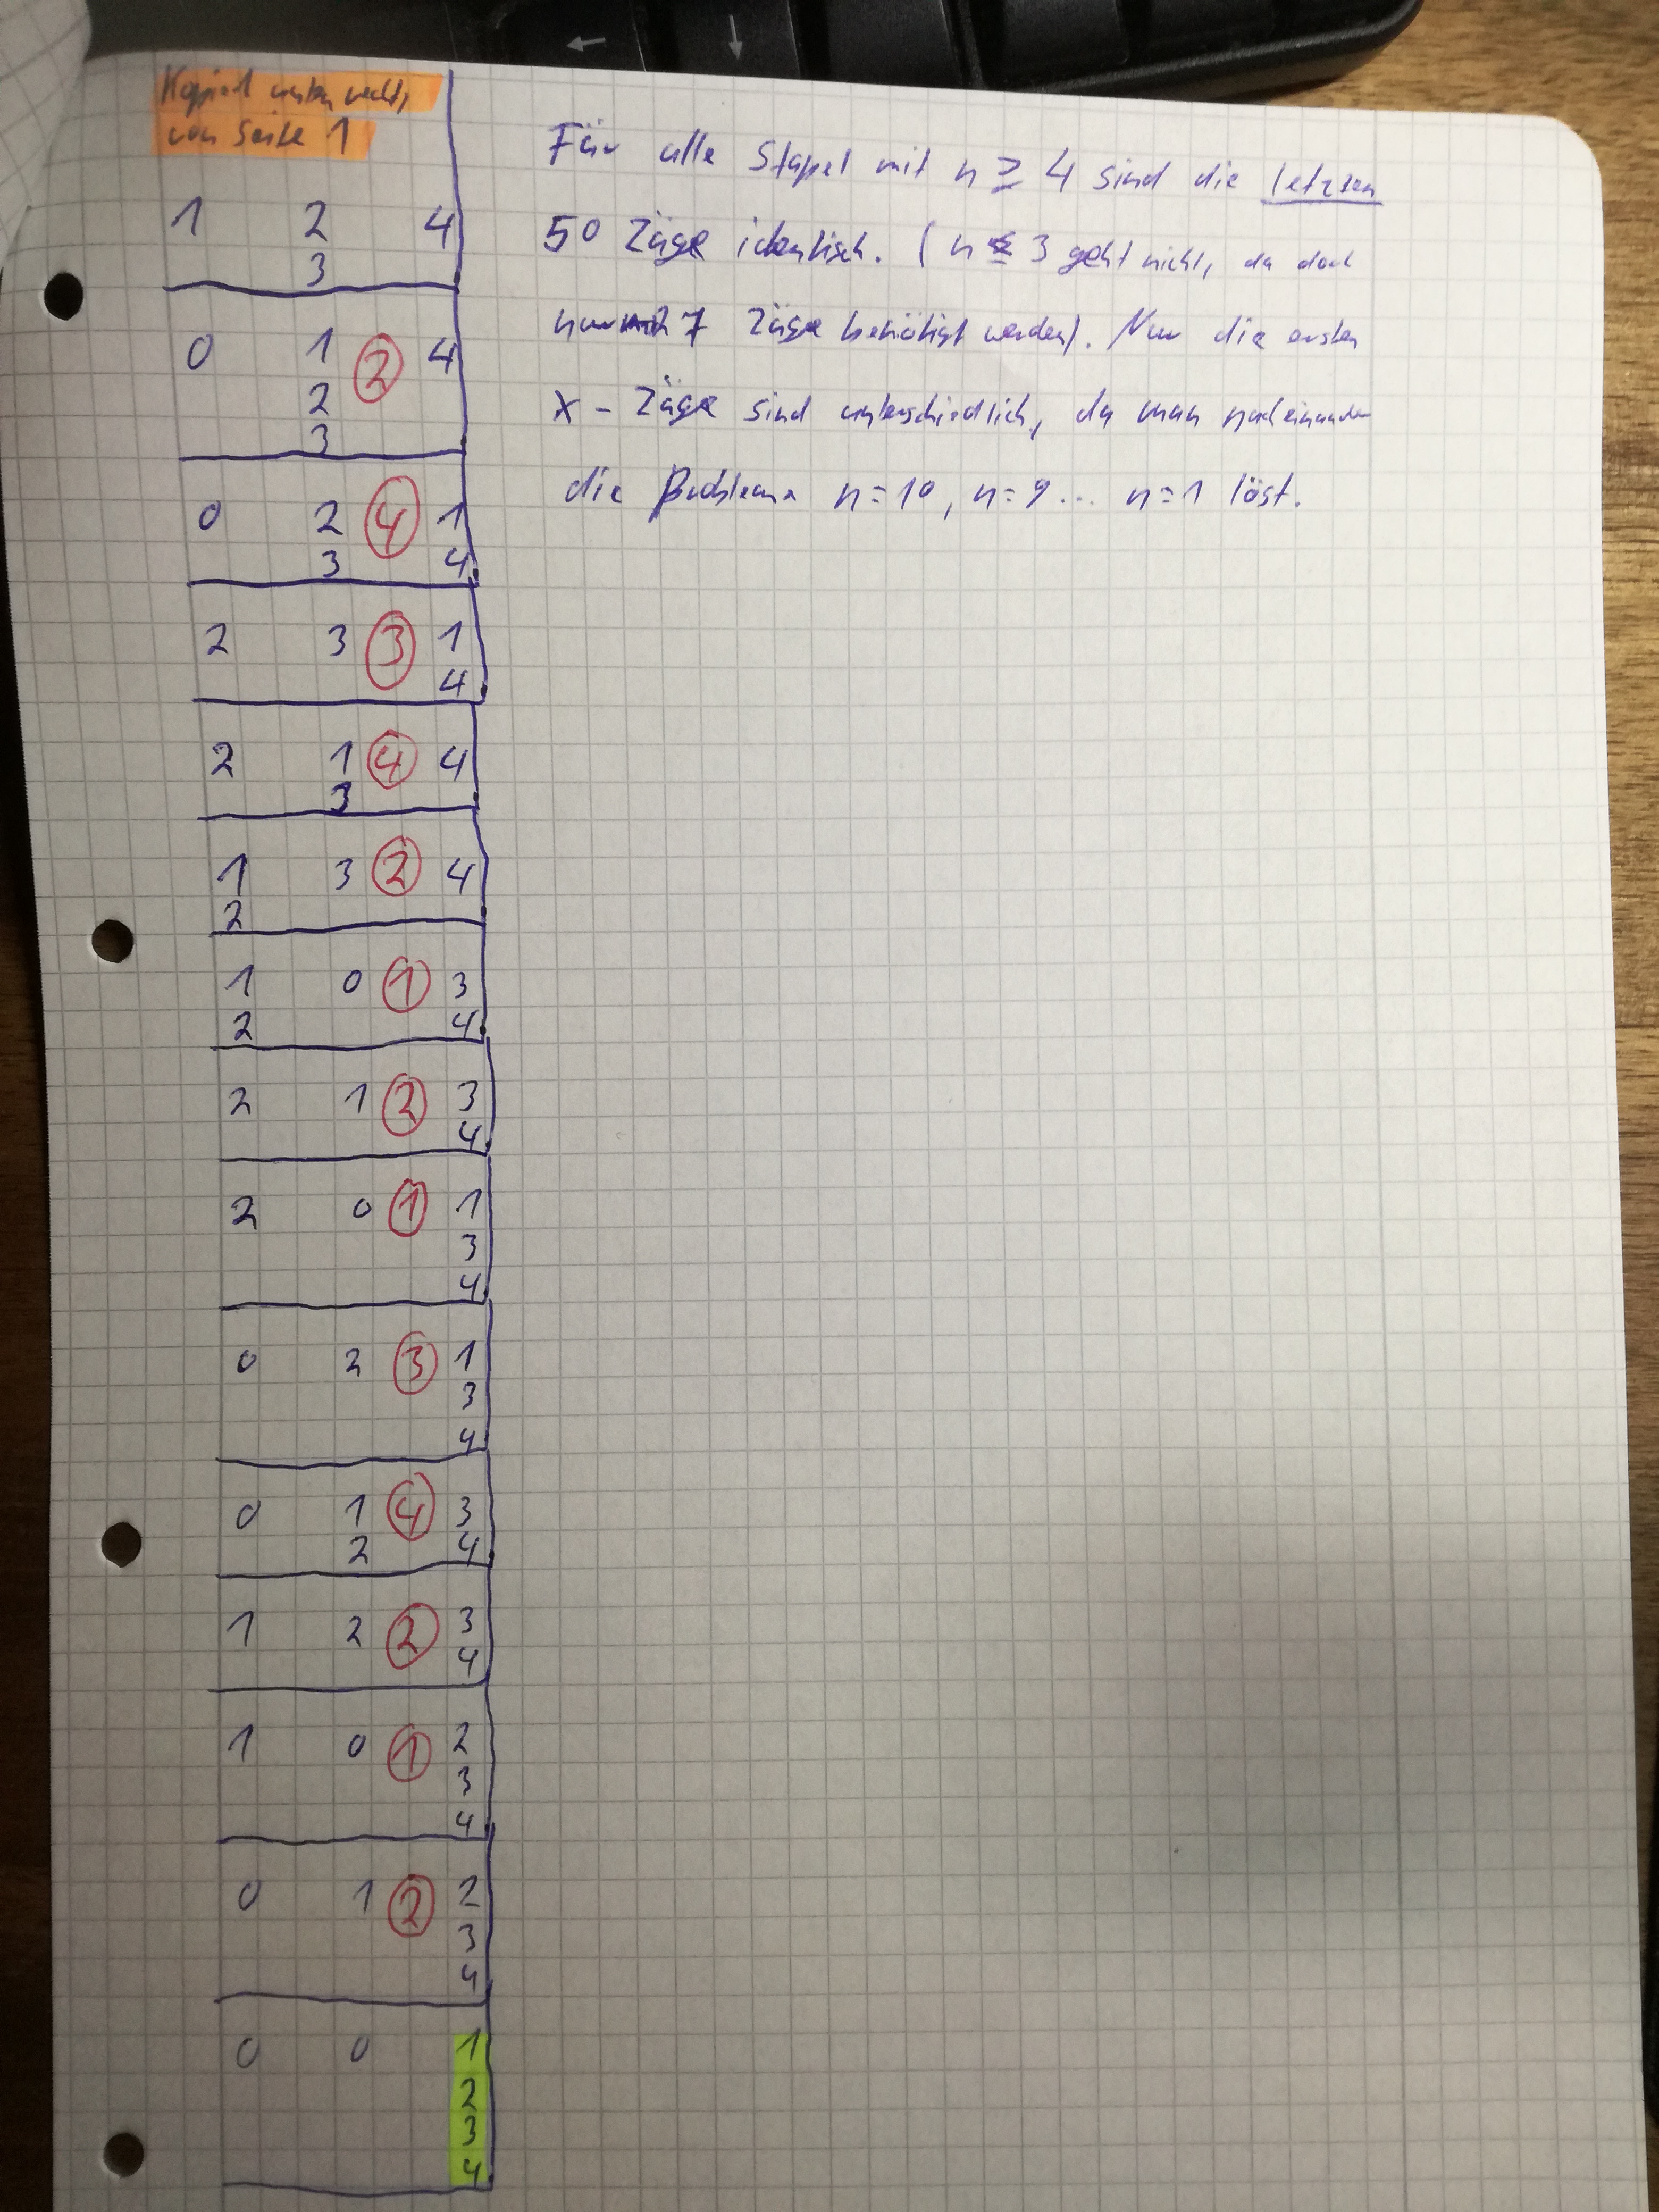 Kopiert unten rechts
von Seite 1
1 2 4
3
0 1 2 4
2
3
0 2 4 1
3 4
2 3 3 1
4
2 1 4 4
3
1 3 2 4
2
1 0 1 3
2 4
2 1 2 3
4
2 0 1 1
3
4
0 2 3 1
3
4
0 1 4 3
2 4
1 2 2 3
4
1 0 1 2
3
4
0 1 2 2
3
4
0 0 1
2
3
4
Für alle Stapel mit n ≥ 4 sind die letzten
50 Züge identisch. (n ≤ 3 geht nicht, da dort
nur 7 Züge benötigt werden). Nur die ersten
x - Züge sind unterschiedlich, da man nacheinander
die Probleme n=10, n=9... n=1 löst.